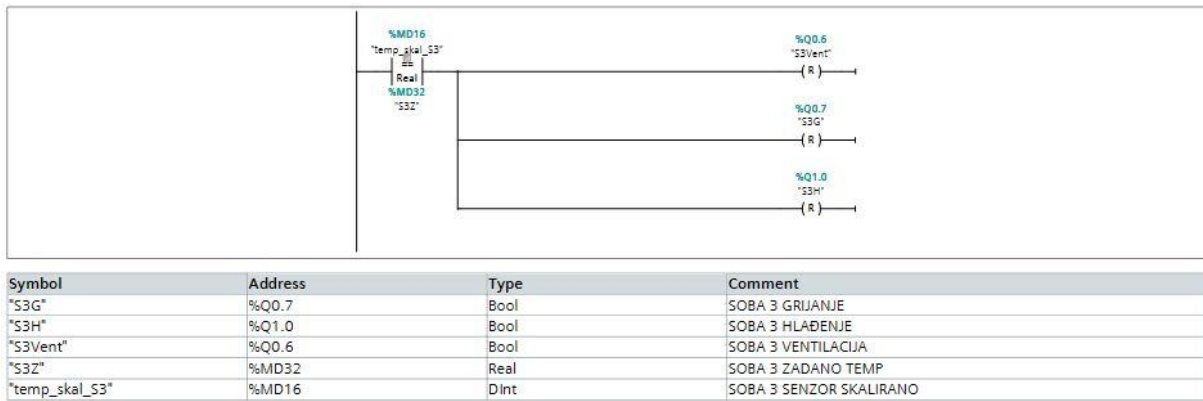 %MD16
"temp_skal_S3"
==
Real
%MD32
"S3Z"
%Q0.6
"S3Vent"
R
%Q0.7
"S3G"
R
%Q1.0
"S3H"
R
Symbol Address Type Comment
"S3G" %Q0.7 Bool SOBA 3 GRIJANJE
"S3H" %Q1.0 Bool SOBA 3 HLAĐENJE
"S3Vent" %Q0.6 Bool SOBA 3 VENTILACIJA
"S3Z" %MD32 Real SOBA 3 ZADANO TEMP
"temp_skal_S3" %MD16 DInt SOBA 3 SENZOR SKALIRANO